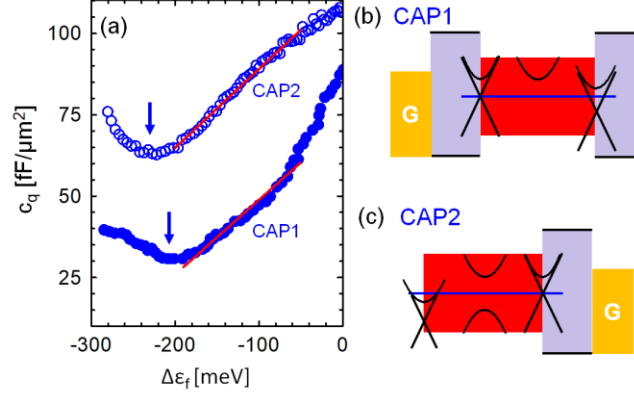 (a)
100
75
50
25
c_q [fF/μm²]
CAP2
CAP1
-300
-200
-100
0
Δε_f [meV]
(b) CAP1
G
(c) CAP2
G